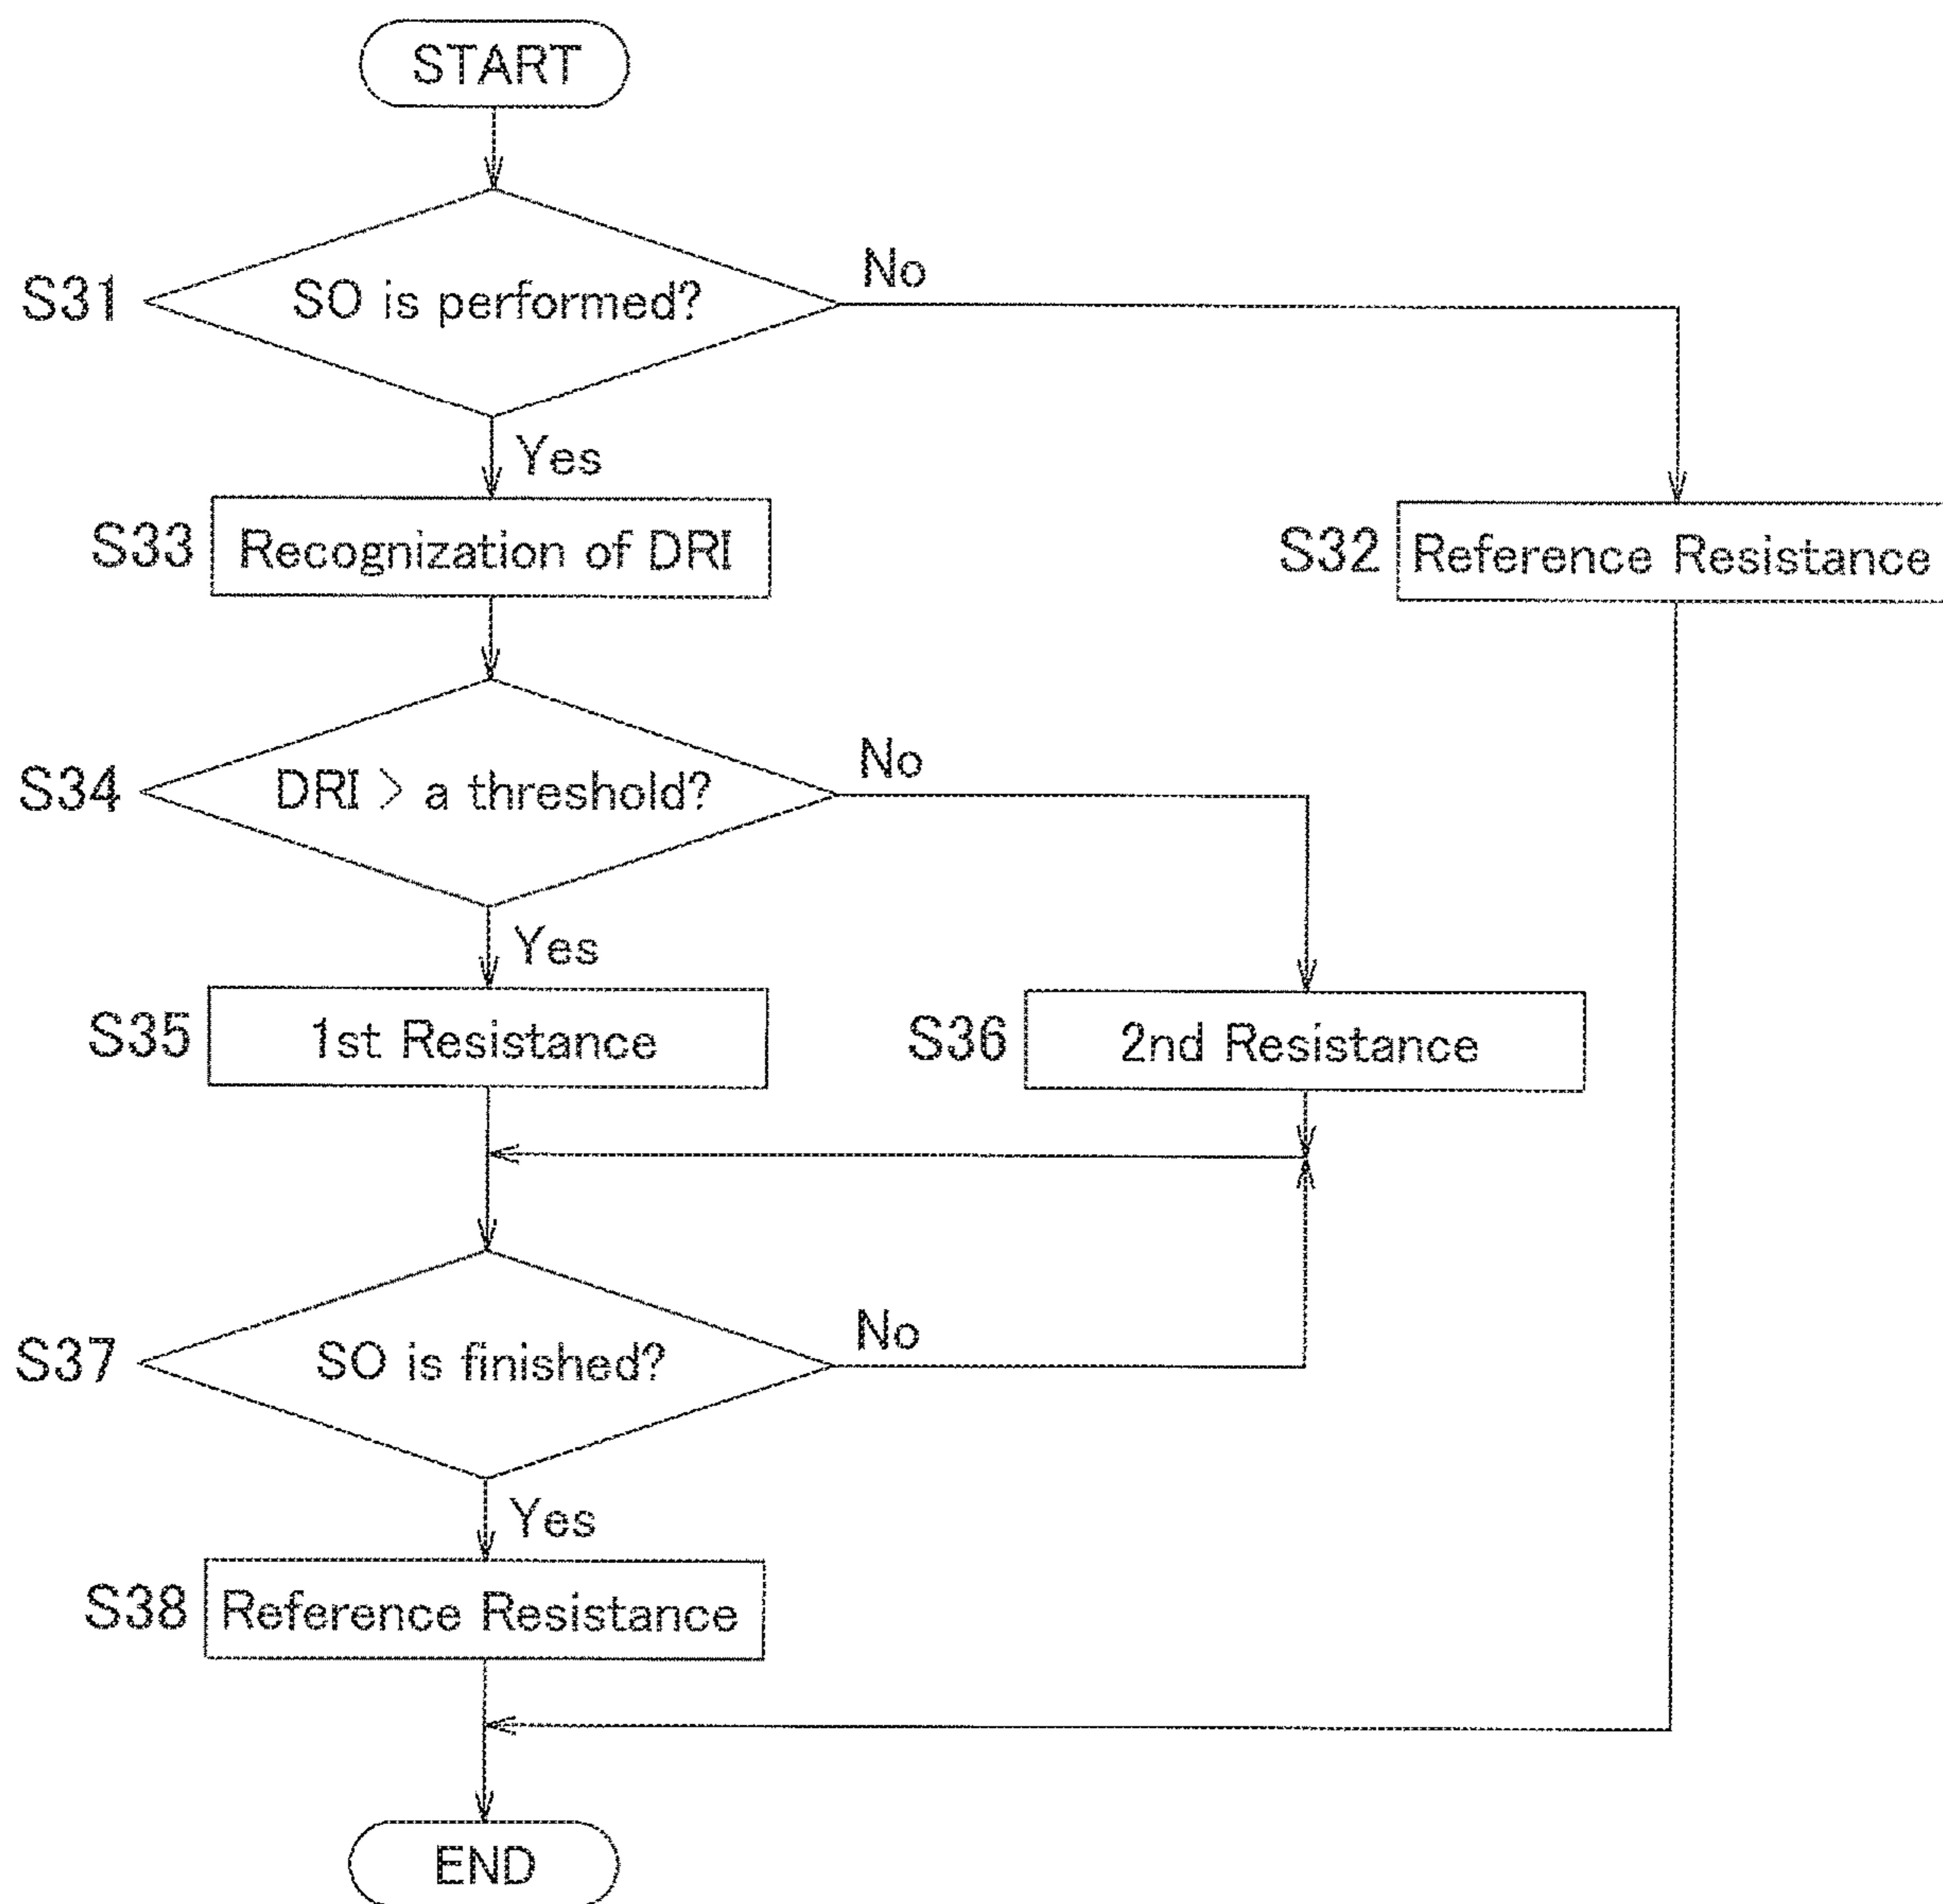 START
S31
SO is performed?
No
Yes
S33
Recognization of DRI
S32
Reference Resistance
S34
DRI > a threshold?
No
Yes
S35
1st Resistance
S36
2nd Resistance
S37
SO is finished?
No
Yes
S38
Reference Resistance
END